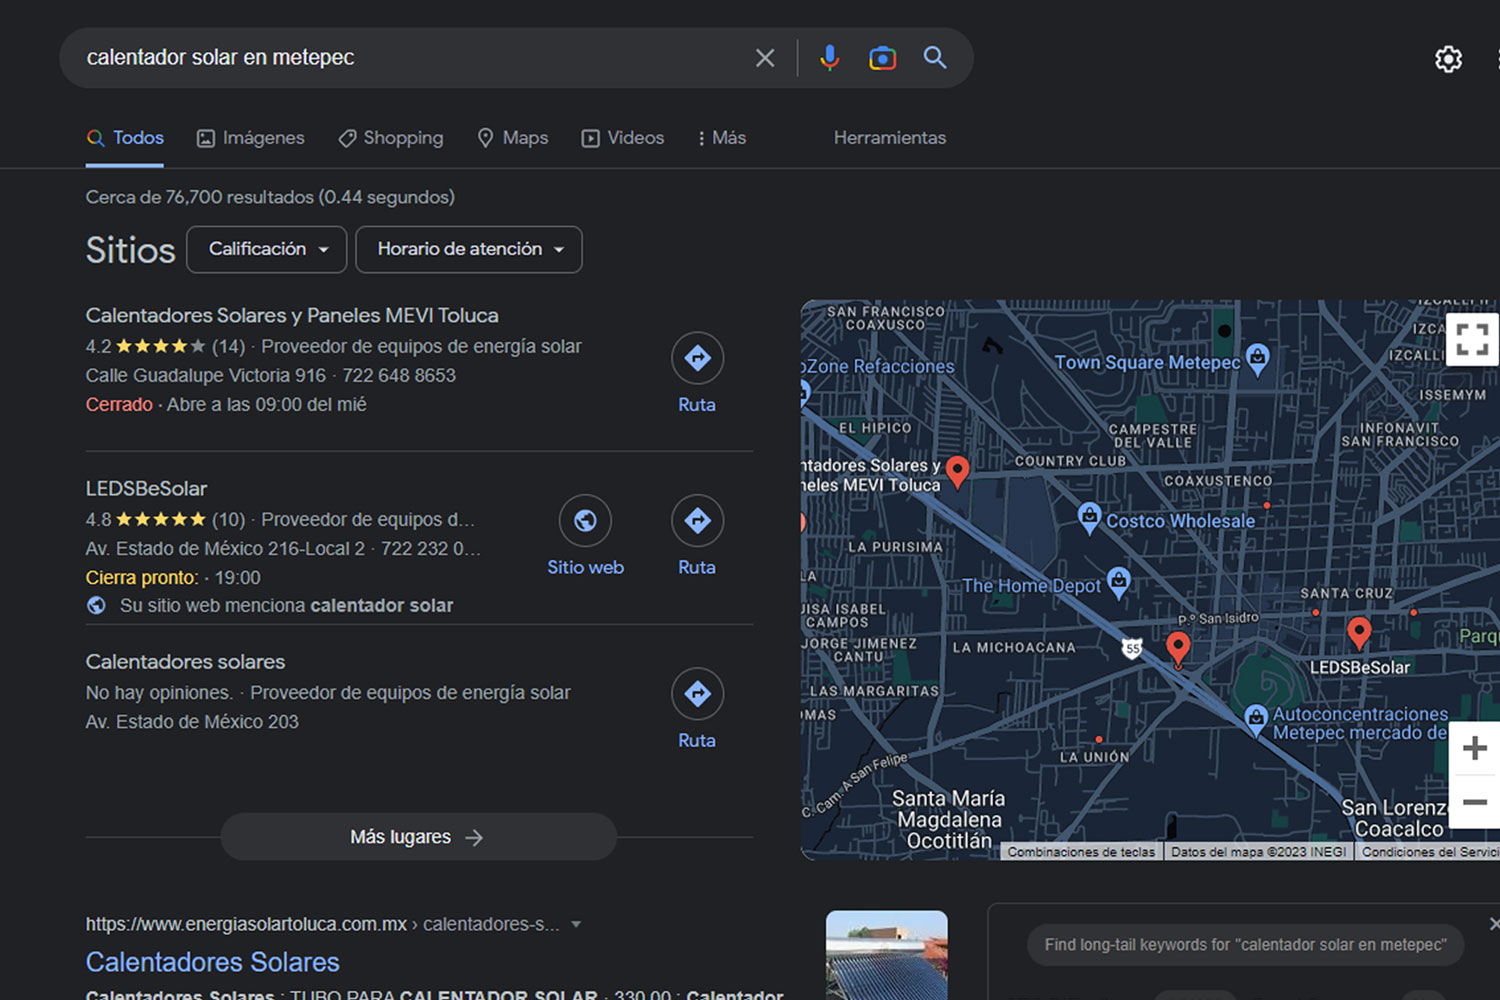 calentador solar en metepec
Todos Imágenes Shopping Maps Videos Más Herramientas
Cerca de 76,700 resultados (0.44 segundos)
Sitios Calificación Horario de atención
Calentadores Solares y Paneles MEVI Toluca
4.2 (14) · Proveedor de equipos de energía solar
Calle Guadalupe Victoria 916 · 722 648 8653
Cerrado · Abre a las 09:00 del mié
Ruta
LEDSBeSolar
4.8 (10) · Proveedor de equipos d...
Av. Estado de México 216-Local 2 · 722 232 0...
Cierra pronto: · 19:00
Su sitio web menciona calentador solar
Sitio web
Ruta
Calentadores solares
No hay opiniones. · Proveedor de equipos de energía solar
Av. Estado de México 203
Ruta
Más lugares
SAN FRANCISCO
COAXUSCO
IZCALLI
oZone Refacciones
Town Square Metepec
ISSEMYM
EL HIPICO
CAMPESTRE
DEL VALLE
INFONAVIT
SAN FRANCISCO
ntadores Solares y
neles MEVI Toluca
COUNTRY CLUB
COAXUSTENCO
Costco Wholesale
LA PURISIMA
The Home Depot
UISA ISABEL
CAMPOS
SANTA CRUZ
P.º San Isidro
JORGE JIMENEZ
CANTU
LA MICHOACANA
55
Parq
LEDSBeSolar
LAS MARGARITAS
OMAS
Autoconcentraciones
Metepec mercado de
LA UNIÓN
C. Cam. A San Felipe
Santa María
Magdalena
Ocotitlán
San Lorenz
Coacalco
Combinaciones de teclas Datos del mapa ©2023 INEGI Condiciones del Servici
https://www.energiasolartoluca.com.mx › calentadores-s...
Calentadores Solares
Calentadores Solares ; TUBO PARA CALENTADOR SOLAR · 330.00 ; Calentador
Find long-tail keywords for "calentador solar en metepec"